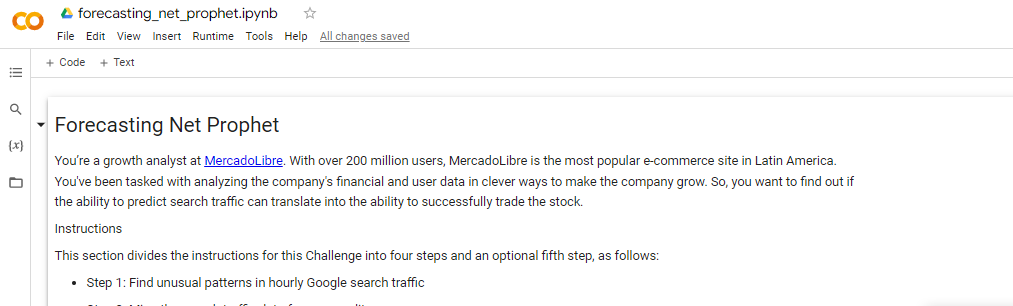 forecasting_net_prophet.ipynb
File Edit View Insert Runtime Tools Help All changes saved
+ Code + Text
Forecasting Net Prophet
You're a growth analyst at MercadoLibre. With over 200 million users, MercadoLibre is the most popular e-commerce site in Latin America.
You've been tasked with analyzing the company's financial and user data in clever ways to make the company grow. So, you want to find out if
the ability to predict search traffic can translate into the ability to successfully trade the stock.
Instructions
This section divides the instructions for this Challenge into four steps and an optional fifth step, as follows:
• Step 1: Find unusual patterns in hourly Google search traffic